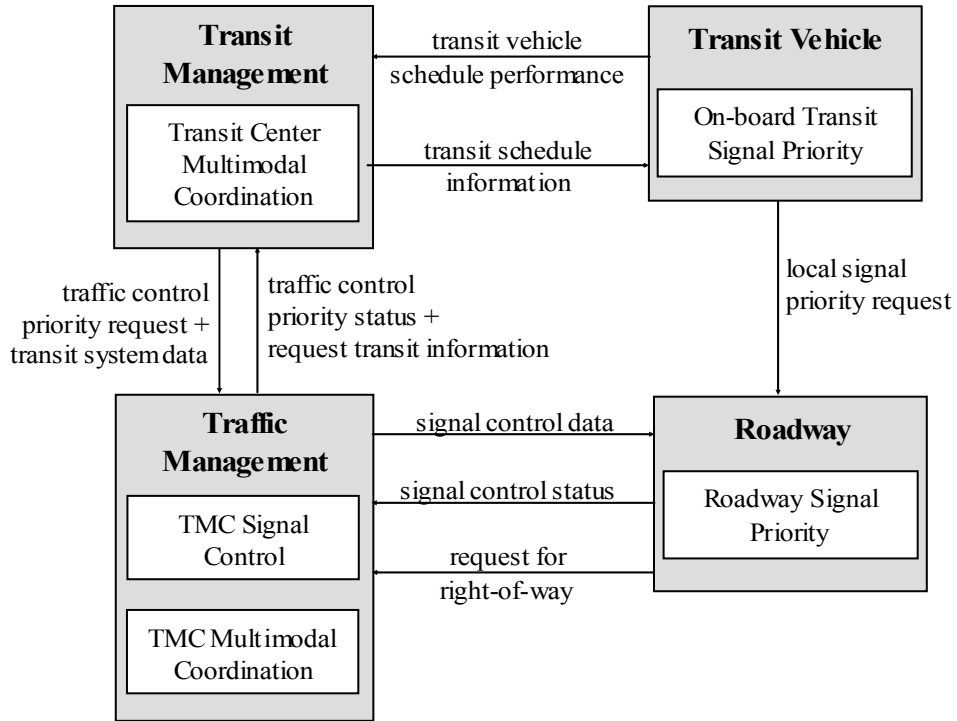 Transit
Management
Transit Center
Multimodal
Coordination
transit vehicle
schedule performance
transit schedule
information
Transit Vehicle
On-board Transit
Signal Priority
traffic control
priority request +
transit system data
traffic control
priority status +
request transit information
local signal
priority request
Traffic
Management
TMC Signal
Control
TMC Multimodal
Coordination
signal control data
signal control status
request for
right-of-way
Roadway
Roadway Signal
Priority